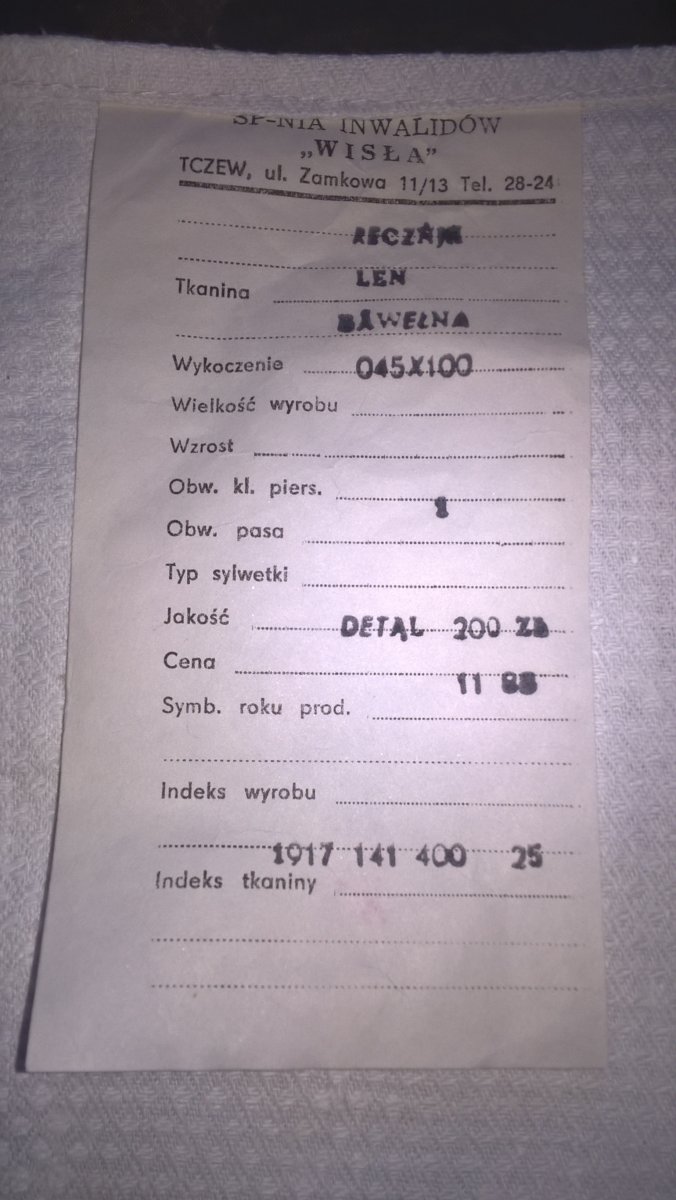 SP-NIA INWALIDÓW
„WISŁA”
TCZEW, ul. Zamkowa 11/13 Tel. 28-24
LEN
Tkanina
BAWEŁNA
Wykoczenie 045X100
Wielkość wyrobu
Wzrost
Obw. kl. piers.
1
Obw. pasa
Typ sylwetki
Jakość DETAL 200 ZŁ
Cena
11 88
Symb. roku prod.
Indeks wyrobu
1917 141 400 25
Indeks tkaniny